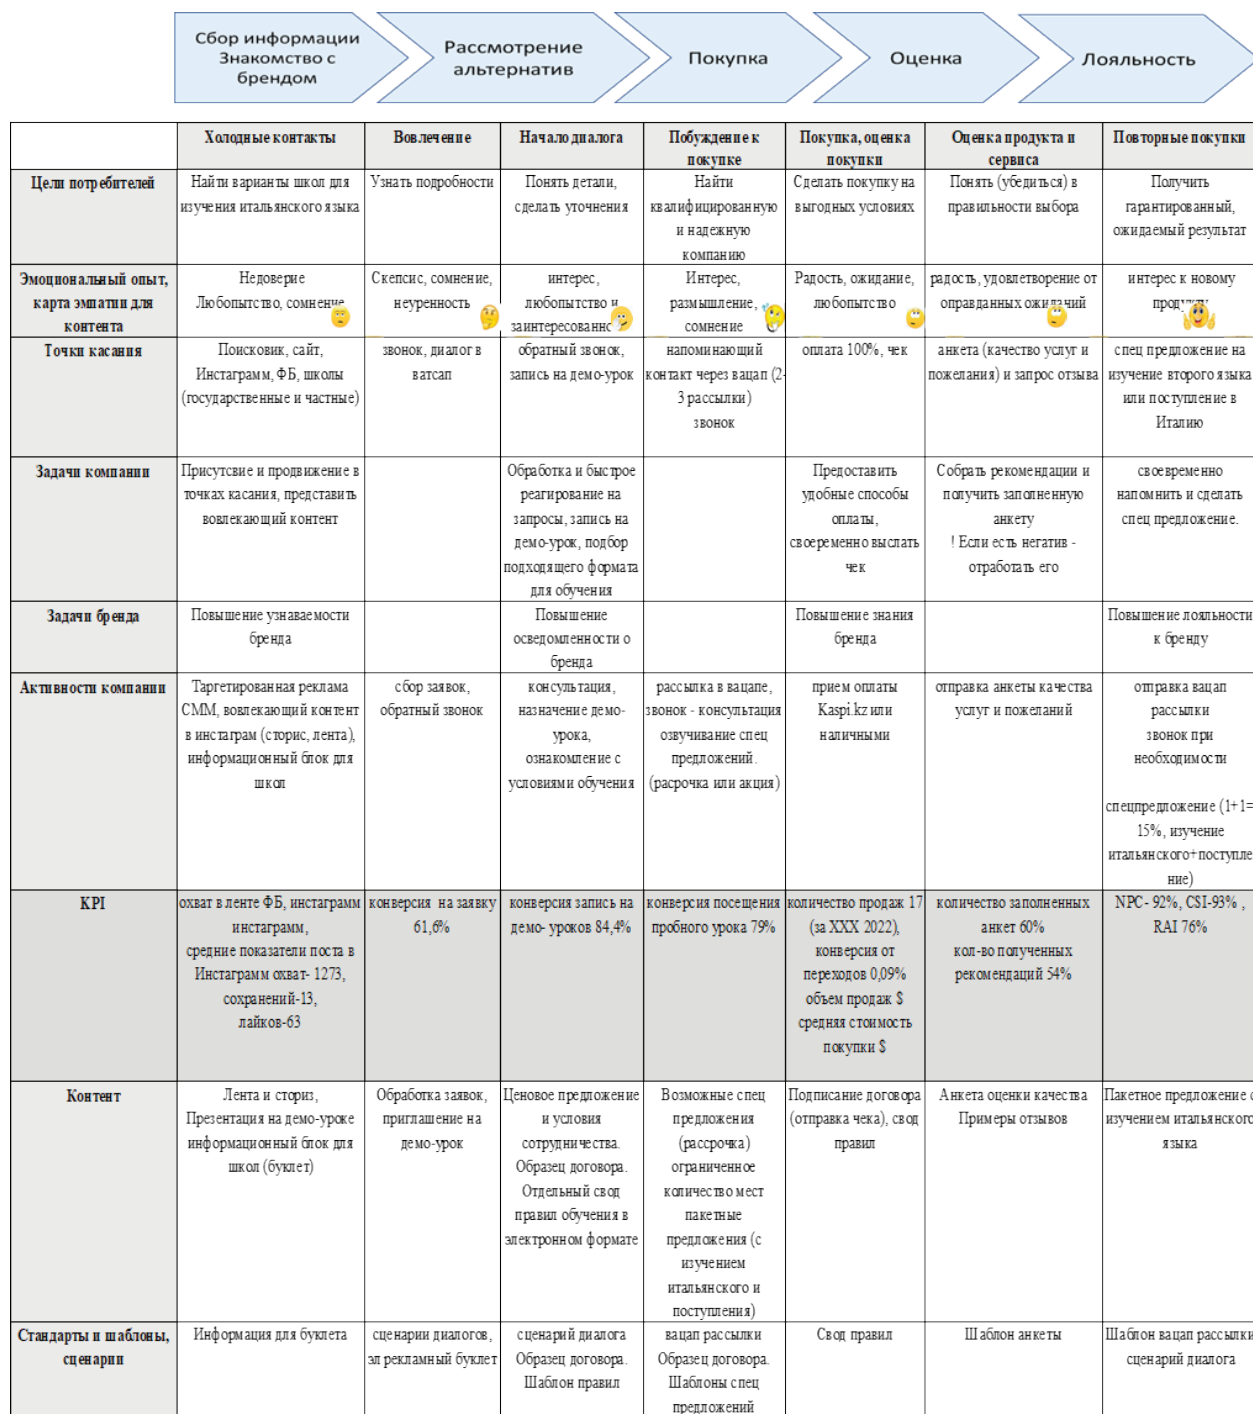 Сбор информации
Знакомство с
брендом
Рассмотрение
альтернатив
Покупка
Оценка
Лояльность
Холодные контакты
Вовлечение
Начало диалога
Побуждение к
покупке
Покупка, оценка
покупки
Оценка продукта и
сервиса
Повторные покупки
Цели потребителей
Найти варианты школ для
изучения итальянского языка
Узнать подробности
Понять детали,
сделать уточнения
Найти
квалифицированную
и надежную
компанию
Сделать покупку на
выгодных условиях
Понять (убедиться) в
правильности выбора
Получить
гарантированный,
ожидаемый результат
Эмоциональный опыт,
карта эмпатии для
контента
Недоверие
Любопытство, сомнение
Скепсис, сомнение,
неуренность
интерес,
любопытство и
заинтересованнс
Интерес,
размышление,
сомнение
Радость, ожидание,
любопытство
радость, удовлетворение от
оправданных ожиданий
интерес к новому
продукту
Точки касания
Поисковик, сайт,
Инстаграмм, ФБ, школы
(государственные и частные)
звонок, диалог в
ватсап
обратный звонок,
запись на демо-урок
напоминающий
контакт через вацап (2-
3 рассылки)
звонок
оплата 100%, чек
анкета (качество услуг и
пожелания) и запрос отзыва
спец предложение на
изучение второго языка
или поступление в
Италию
Задачи компании
Присутсвие и продвижение в
точках касания, представить
вовлекающий контент
Обработка и быстрое
реагирование на
запросы, запись на
демо-урок, подбор
подходящего формата
для обучения
Предоставить
удобные способы
оплаты,
своеременно выслать
чек
Собрать рекомендации и
получить заполненную
анкету
! Если есть негатив -
отработать его
своевременно
напомнить и сделать
спец предложение.
Задачи бренда
Повышение узнаваемости
бренда
Повышение
осведомленности о
бренда
Повышение знания
бренда
Повышение лояльности
к бренду
Активности компании
Таргетированная реклама
СММ, вовлекающий контент
в инстаграм (сторис, лента),
информационный блок для
школ
сбор заявок,
обратный звонок
консультация,
назначение демо-
урока,
ознакомление с
условиями обучения
рассылка в вацапе,
звонок - консультация
озвучивание спец
предложений.
(расрочка или акция)
прием оплаты
Kaspi.kz или
наличными
отправка анкеты качества
услуг и пожеланий
отправка вацап
рассылки
звонок при
необходимости
спецпредложение (1+1=
15%, изучение
итальянского+поступле
ние)
KPI
охват в ленте ФБ, инстаграмм
инстаграмм,
средние показатели поста в
Инстаграмм охват- 1273,
сохранений-13,
лайков-63
конверсия на заявку
61,6%
конверсия запись на
демо- уроков 84,4%
конверсия посещения
пробного урока 79%
количество продаж 17
(за XXX 2022),
конверсия от
переходов 0,09%
объем продаж $
средняя стоимость
покупки $
количество заполненных
анкет 60%
кол-во полученных
рекомендаций 54%
NPC- 92%, CSI-93% ,
RAI 76%
Контент
Лента и сториз,
Презентация на демо-уроке
информационный блок для
школ (буклет)
Обработка заявок,
приглашение на
демо-урок
Ценовое предложение
и условия
сотрудничества.
Образец договора.
Отдельный свод
правил обучения в
электронном формате
Возможные спец
предложения
(рассрочка)
ограниченное
количество мест
пакетные
предложения (с
изучением
итальянского и
поступления)
Подписание договора
(отправка чека), свод
правил
Анкета оценки качества
Примеры отзывов
Пакетное предложение с
изучением итальянского
языка
Стандарты и шаблоны,
сценарии
Информация для буклета
сценарии диалогов,
эл рекламный буклет
сценарий диалога
Образец договора.
Шаблон правил
вацап рассылки
Образец договора.
Шаблоны спец
предложений
Свод правил
Шаблон анкеты
Шаблон вацап рассылки
сценарий диалога